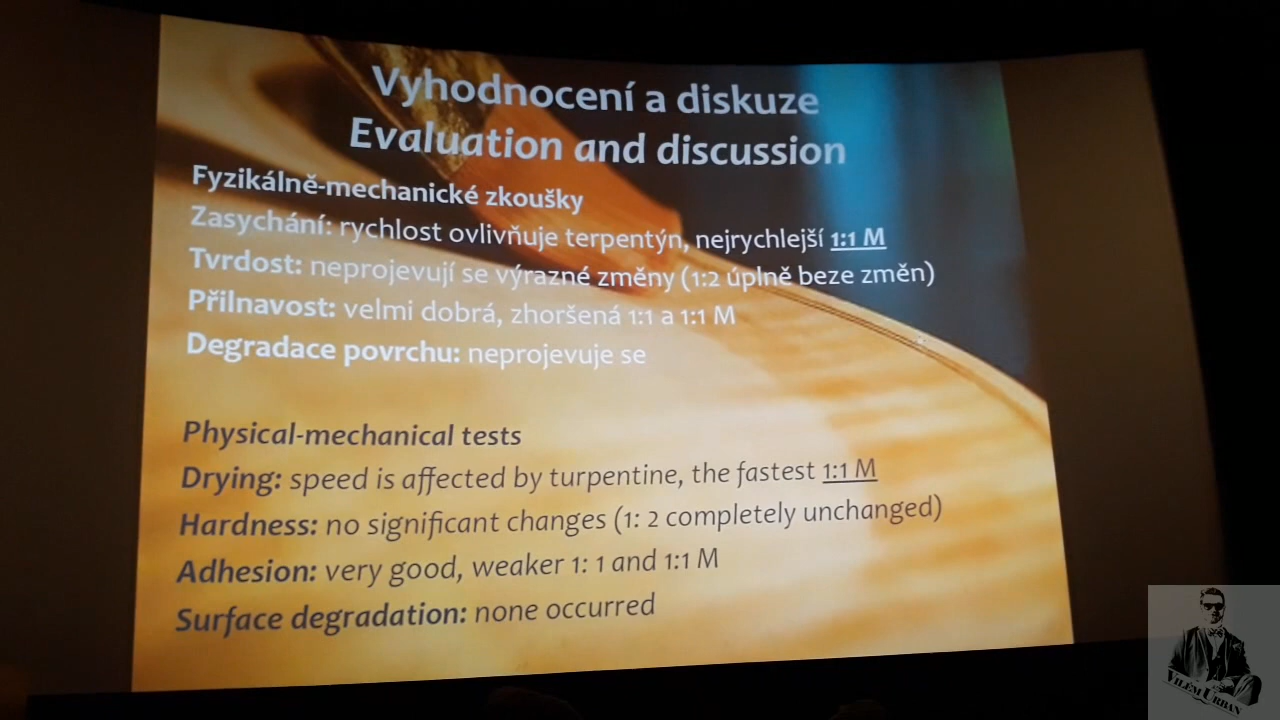 Vyhodnocení a diskuze
Evaluation and discussion
Fyzikálně-mechanické zkoušky
Zasychání: rychlost ovlivňuje terpentýn, nejrychlejší 1:1 M
Tvrdost: neprojevují se výrazné změny (1:2 úplně beze změn)
Přilnavost: velmi dobrá, zhoršená 1:1 a 1:1 M
Degradace povrchu: neprojevuje se
Physical-mechanical tests
Drying: speed is affected by turpentine, the fastest 1:1 M
Hardness: no significant changes (1: 2 completely unchanged)
Adhesion: very good, weaker 1: 1 and 1:1 M
Surface degradation: none occurred
VILÉM URBAN